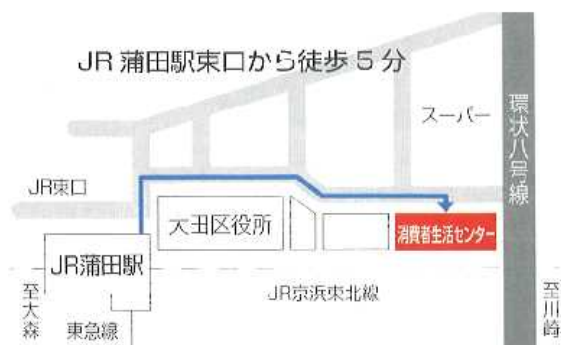 JR蒲田駅東口から徒歩5分
スーパー
環状八号線
JR東口
大田区役所
消費者生活センター
JR蒲田駅
JR京浜東北線
至大森
東急線
至川崎